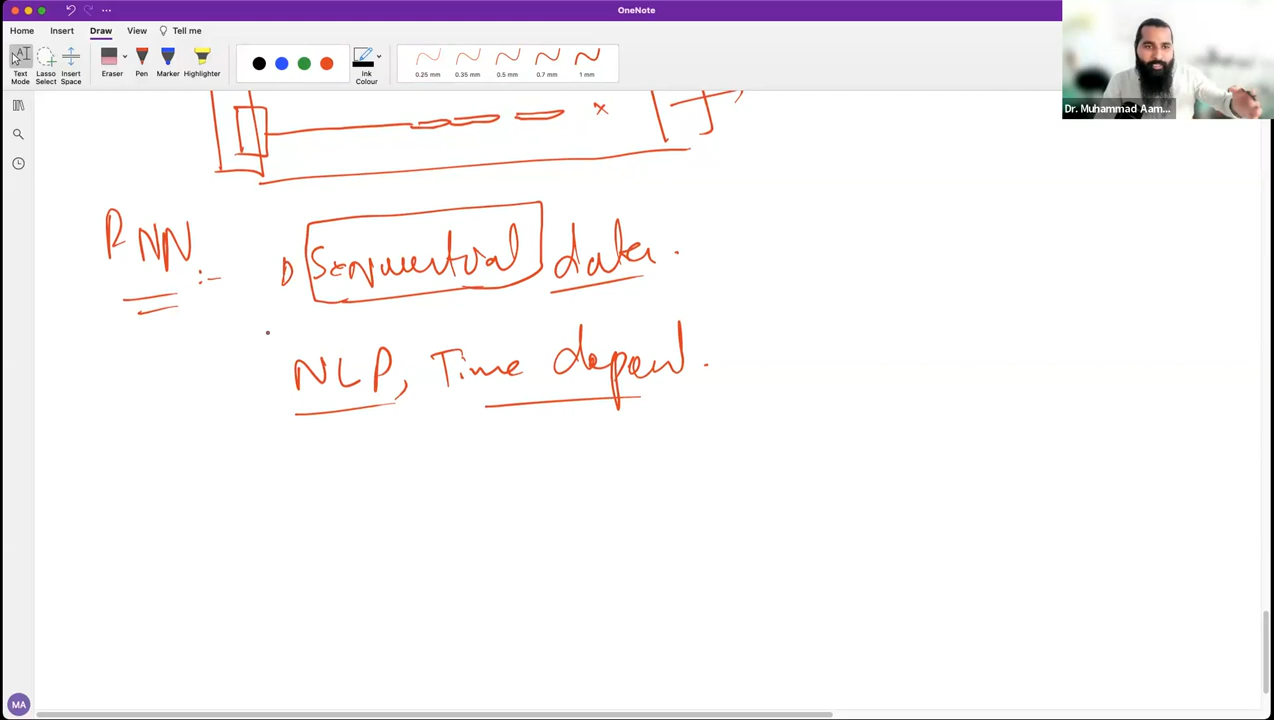 OneNote
Home Insert Draw View Tell me
Text Mode
Lasso Select
Insert Space
Eraser
Pen
Marker
Highlighter
Ink Colour
0.25 mm
0.35 mm
0.5 mm
0.7 mm
1 mm
Dr. Muhammad Aam...
x
RNN :- 1) Sequential data.
NLP, Time depend.
MA